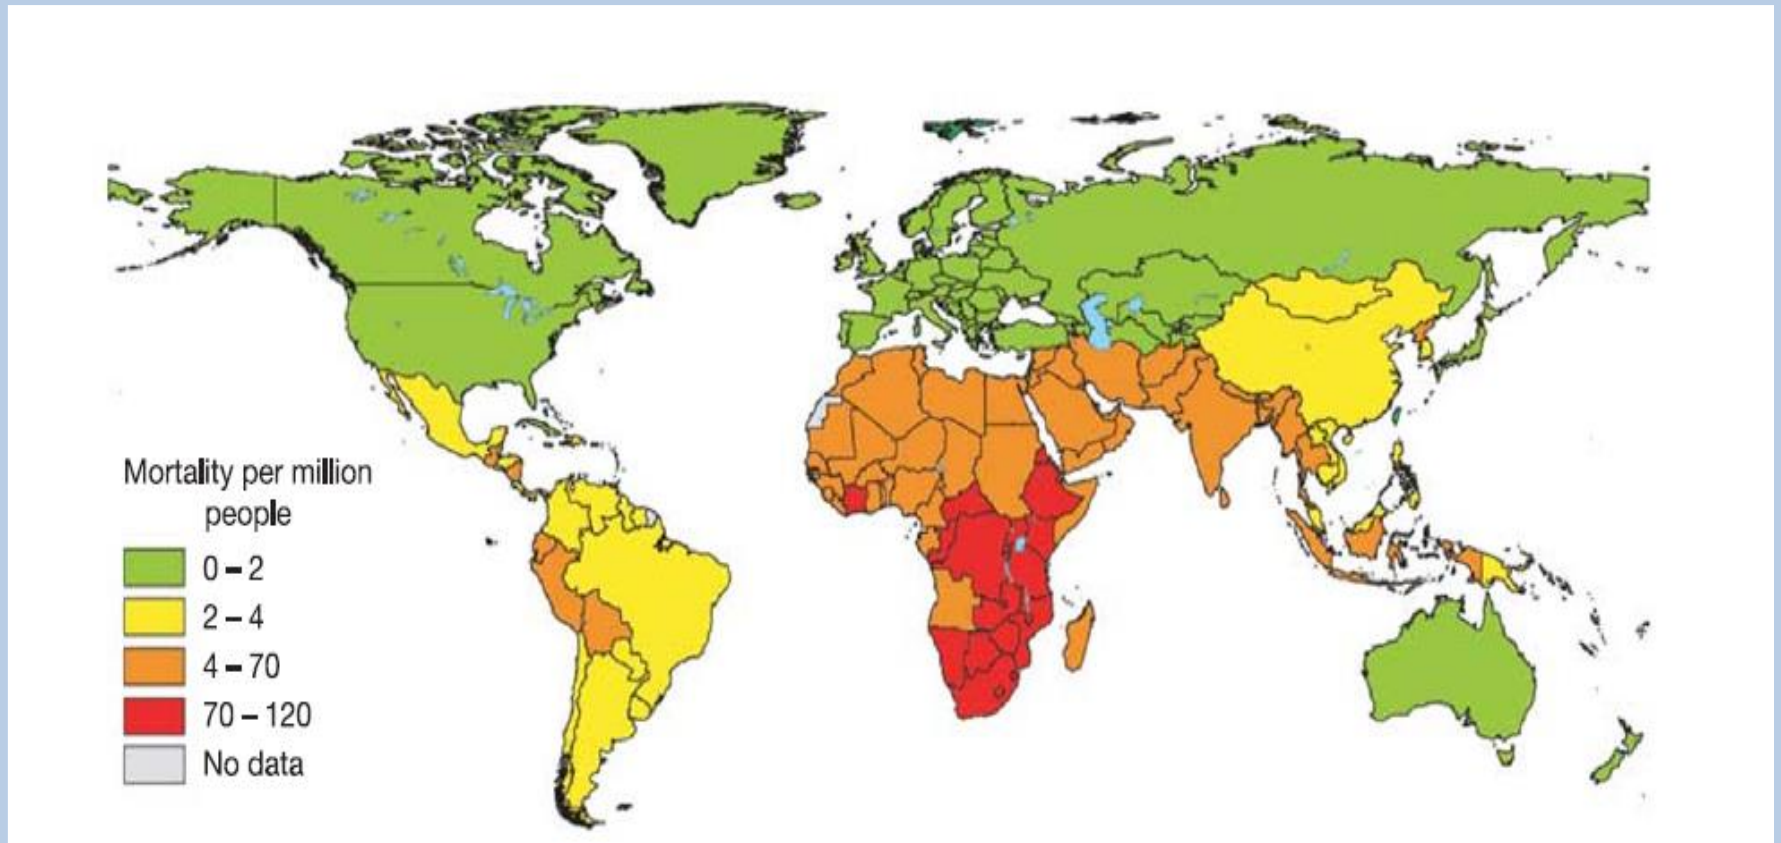 Mortality per million
people
0 – 2
2 – 4
4 – 70
70 – 120
No data